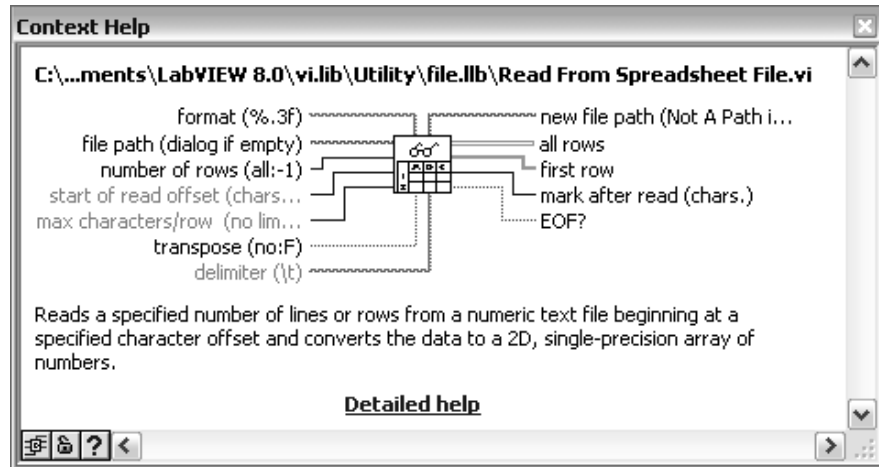 Context Help
C:\...ments\LabVIEW 8.0\vi.lib\Utility\file.llb\Read From Spreadsheet File.vi
format (%.3f) new file path (Not A Path i...
file path (dialog if empty) all rows
number of rows (all:-1) first row
start of read offset (chars... mark after read (chars.)
max characters/row (no lim... EOF?
transpose (no:F)
delimiter (\t)
Reads a specified number of lines or rows from a numeric text file beginning at a
specified character offset and converts the data to a 2D, single-precision array of
numbers.
Detailed help
?